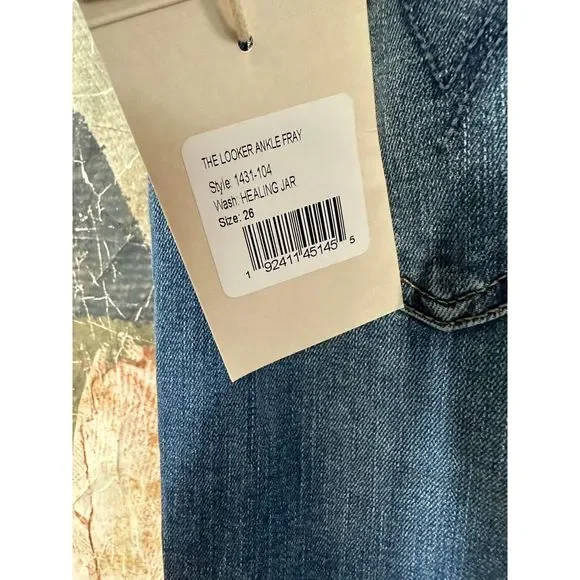 THE LOOKER ANKLE FRAY
Style: 1431-104
Wash: HEALING JAR
Size: 26
1 92411 45145 5